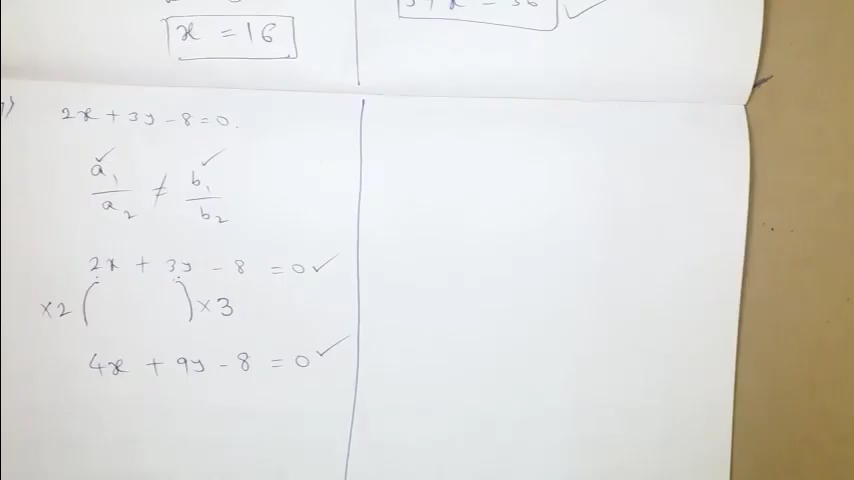 x = 16
2x + 3y - 8 = 0.
a₁/a₂ ≠ b₁/b₂
2x + 3y - 8 = 0 ✓
×2 ( ) ×3
4x + 9y - 8 = 0 ✓